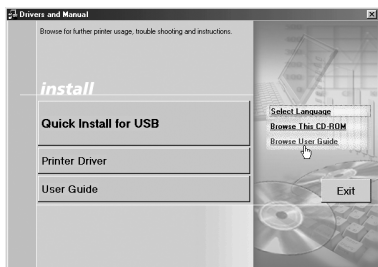 Drivers and Manual
Browse for further printer usage, trouble shooting and instructions.
install
Quick Install for USB
Printer Driver
User Guide
Select Language
Browse This CD-ROM
Browse User Guide
Exit